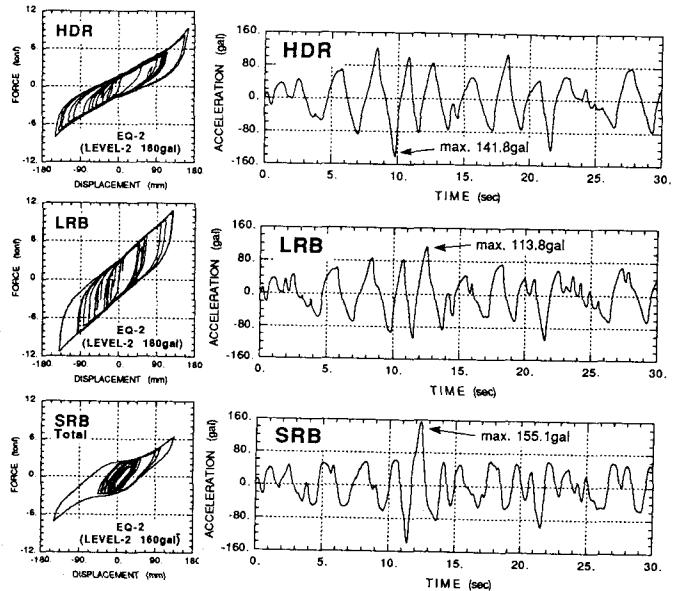 HDR
FORCE (tonf)
12
6
0
-6
-12
EQ-2
(LEVEL-2 160gal)
-180 -90 0. 90 180
DISPLACEMENT (mm)
HDR
ACCELERATION (gal)
160
80.
0.
-80
-160.
max. 141.8gal
0. 5. 10. 15. 20. 25. 30.
TIME (sec)
LRB
FORCE (tonf)
12
6
0
-6
-12
EQ-2
(LEVEL-2 160gal)
-180 -90 0. 90 180
DISPLACEMENT (mm)
LRB
ACCELERATION (gal)
160
80.
0.
-80
-160.
max. 113.8gal
0. 5. 10. 15. 20. 25. 30.
TIME (sec)
SRB
Total
FORCE (tonf)
12
6
0
-6
-12
EQ-2
(LEVEL-2 160gal)
-180 -90 0. 90 180
DISPLACEMENT (mm)
SRB
ACCELERATION (gal)
160.
80.
0.
-80.
-160.
max. 155.1gal
0. 5. 10. 15. 20. 25. 30.
TIME (sec)